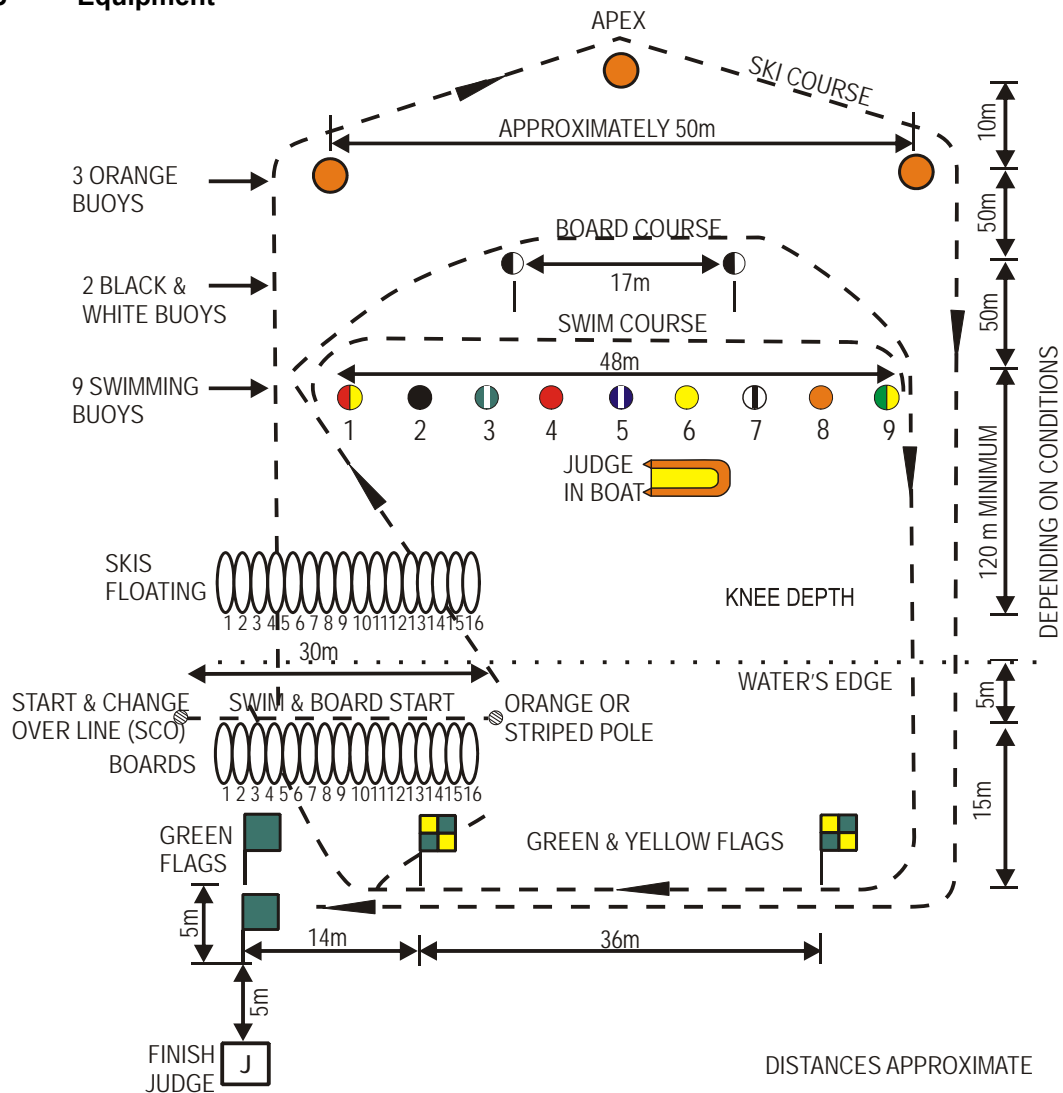 Equipment
APEX
SKI COURSE
10m
APPROXIMATELY 50m
3 ORANGE
BUOYS
50m
BOARD COURSE
2 BLACK &
WHITE BUOYS
17m
50m
SWIM COURSE
9 SWIMMING
BUOYS
48m
1 2 3 4 5 6 7 8 9
JUDGE
IN BOAT
120 m MINIMUM
DEPENDING ON CONDITIONS
SKIS
FLOATING
KNEE DEPTH
1 2 3 4 5 6 7 8 9 10 11 12 13 14 15 16
30m
WATER'S EDGE
5m
START & CHANGE
OVER LINE (SCO)
SWIM & BOARD START
ORANGE OR
STRIPED POLE
BOARDS
1 2 3 4 5 6 7 8 9 10 11 12 13 14 15 16
15m
GREEN
FLAGS
GREEN & YELLOW FLAGS
5m
14m
36m
5m
FINISH
JUDGE
J
DISTANCES APPROXIMATE